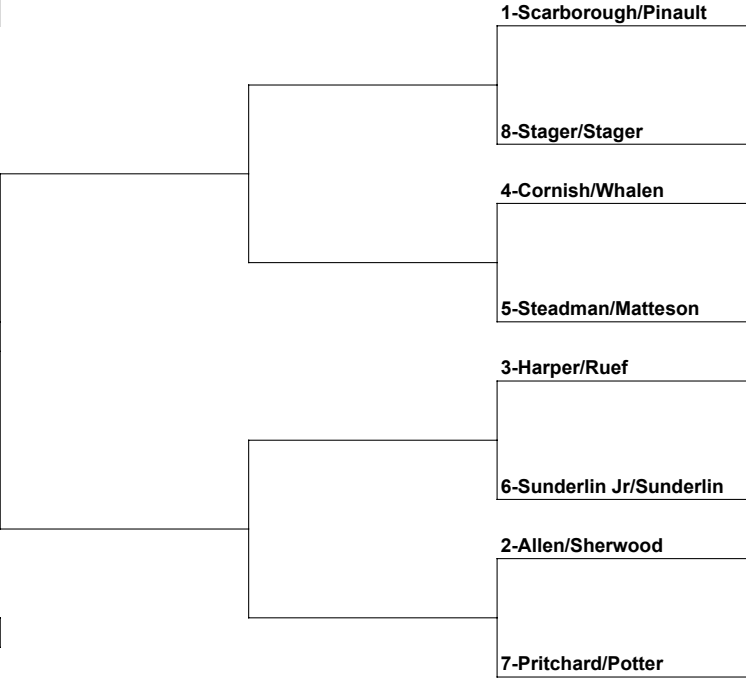 1-Scarborough/Pinault
8-Stager/Stager
4-Cornish/Whalen
5-Steadman/Matteson
3-Harper/Ruef
6-Sunderlin Jr/Sunderlin
2-Allen/Sherwood
7-Pritchard/Potter